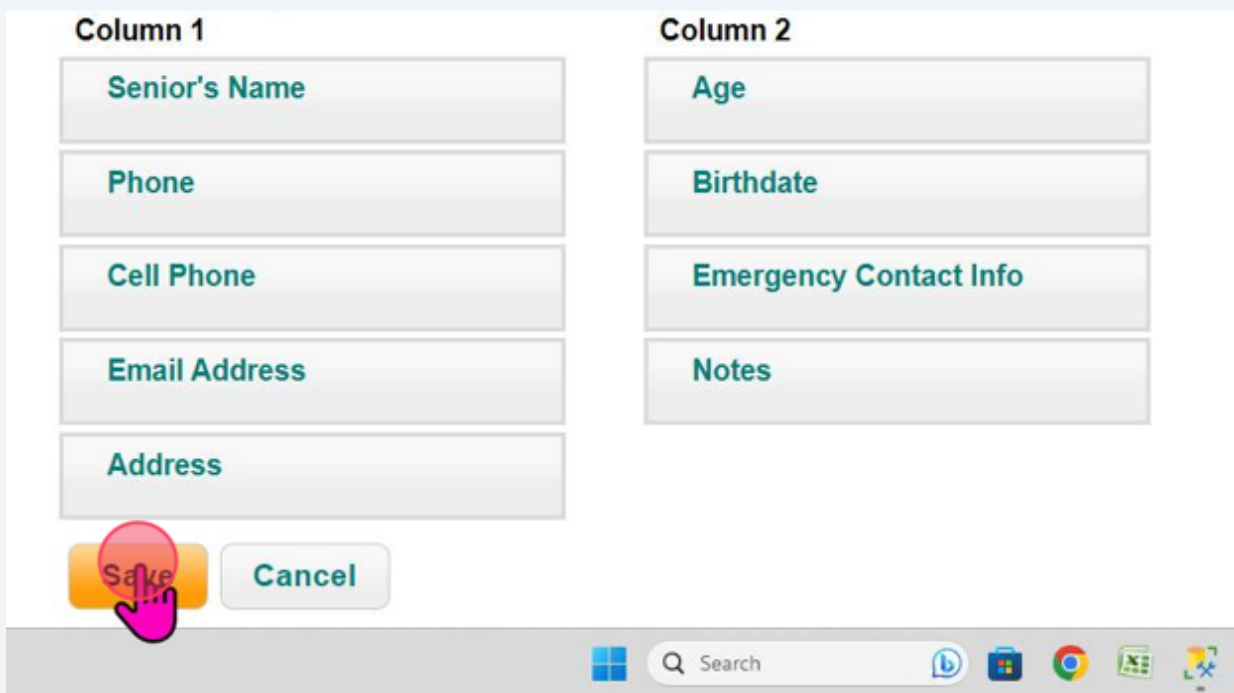 Column 1
Senior's Name
Phone
Cell Phone
Email Address
Address
Column 2
Age
Birthdate
Emergency Contact Info
Notes
Save
Cancel
Search